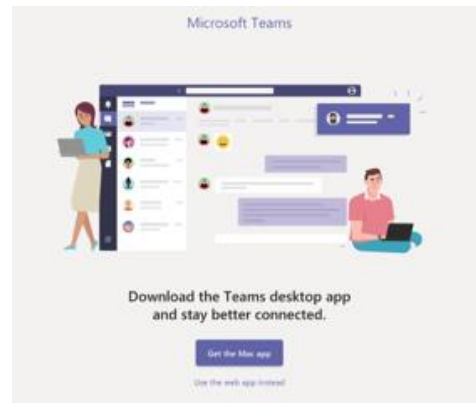 Microsoft Teams
Download the Teams desktop app
and stay better connected.
Get the Mac app
Use the web app instead